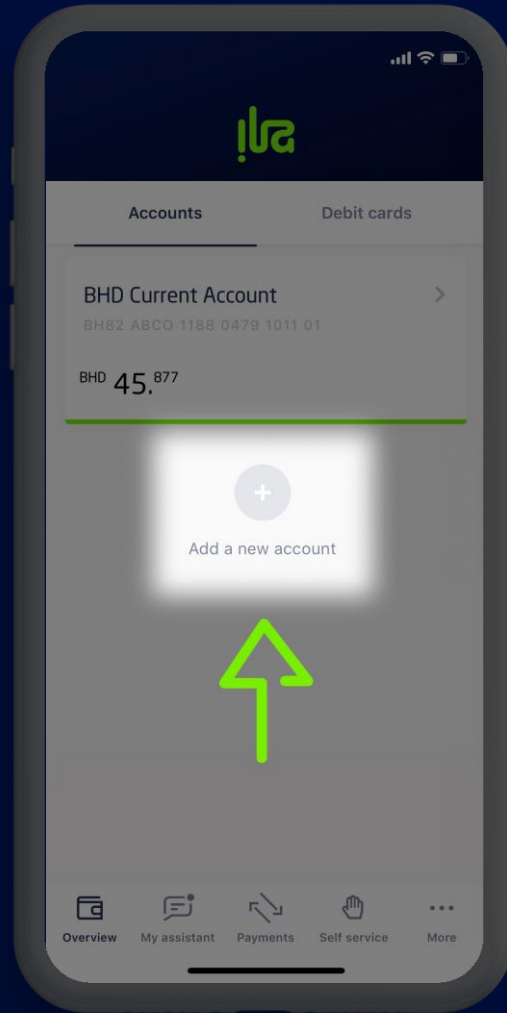 ila
Accounts
Debit cards
BHD Current Account
BH82 ABCO 1188 0479 1011 01
BHD 45.877
Add a new account
Overview
My assistant
Payments
Self service
More